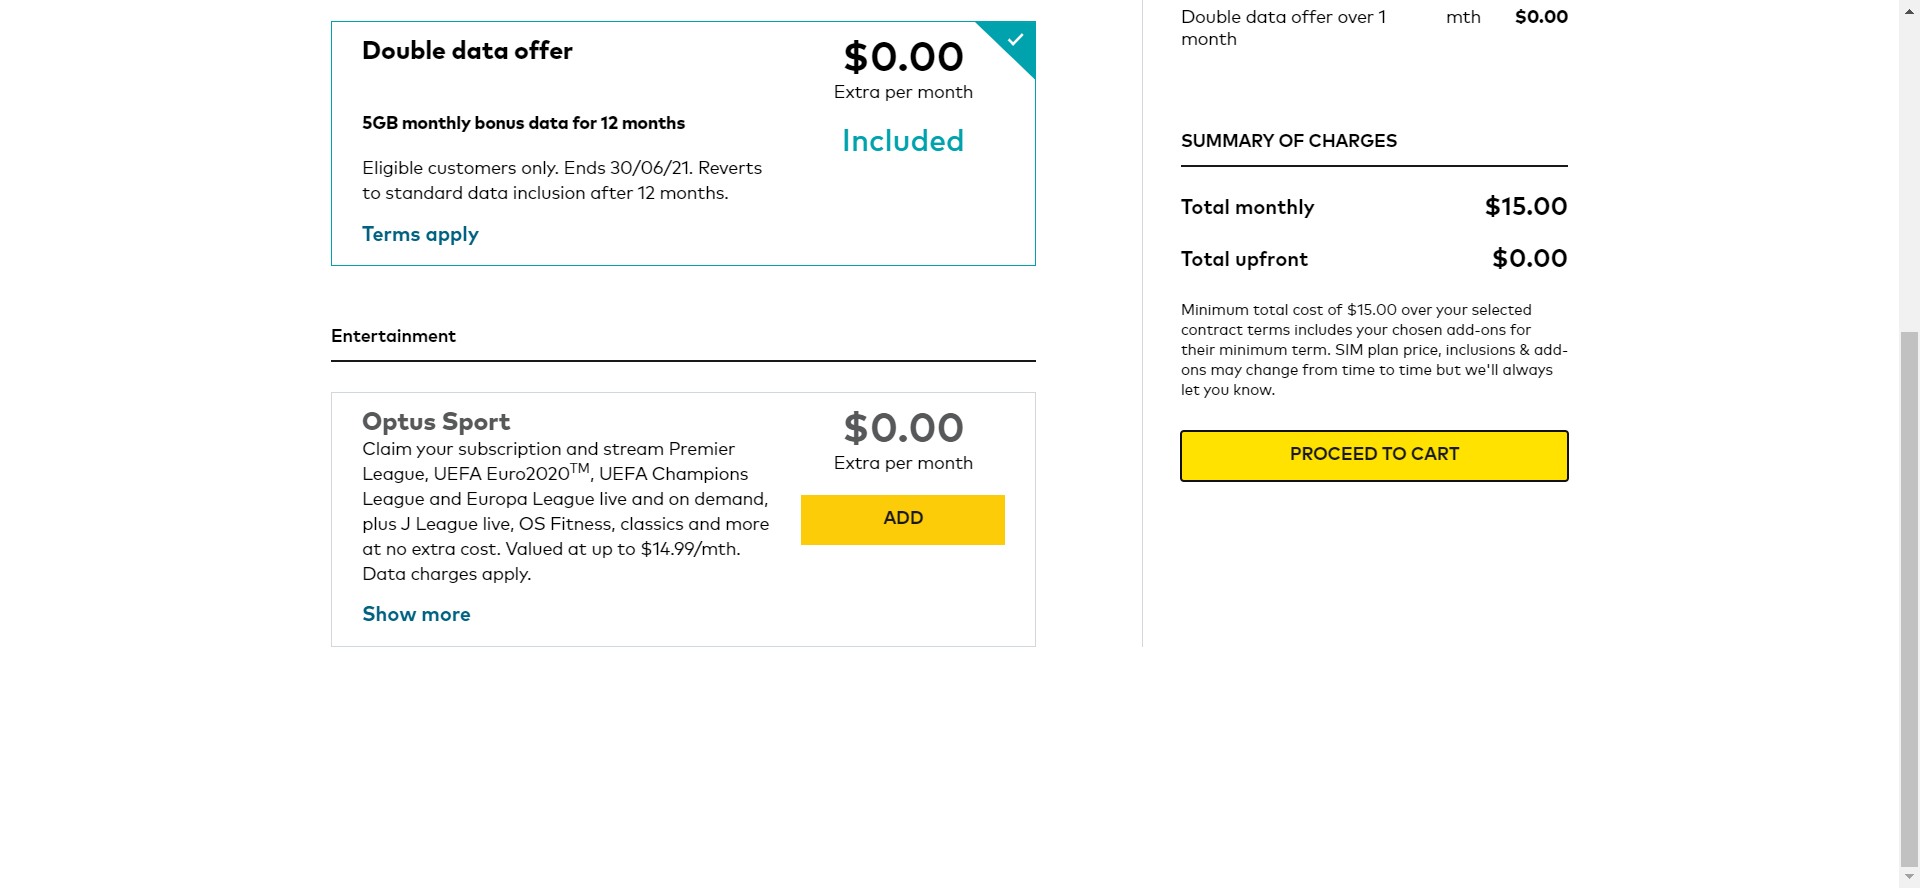 Double data offer
$0.00
Extra per month
5GB monthly bonus data for 12 months
Included
Eligible customers only. Ends 30/06/21. Reverts
to standard data inclusion after 12 months.
Terms apply
Entertainment
Optus Sport
$0.00
Extra per month
Claim your subscription and stream Premier
League, UEFA Euro2020™, UEFA Champions
League and Europa League live and on demand,
plus J League live, OS Fitness, classics and more
at no extra cost. Valued at up to $14.99/mth.
Data charges apply.
ADD
Show more
Double data offer over 1 mth $0.00
month
SUMMARY OF CHARGES
Total monthly $15.00
Total upfront $0.00
Minimum total cost of $15.00 over your selected
contract terms includes your chosen add-ons for
their minimum term. SIM plan price, inclusions & add-
ons may change from time to time but we'll always
let you know.
PROCEED TO CART